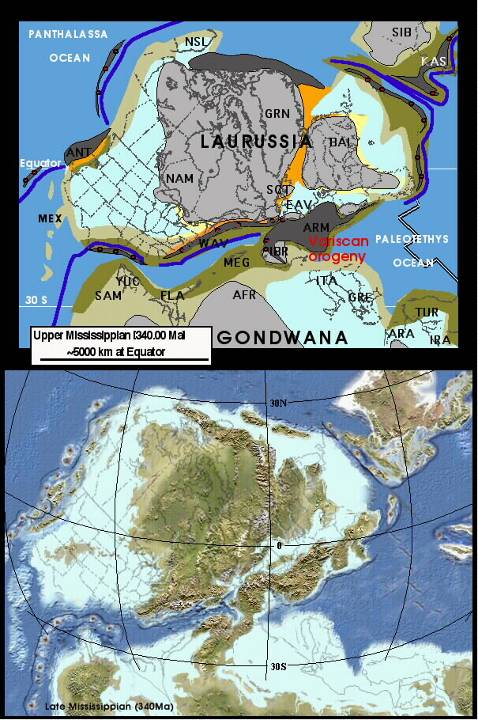 PANTHALASSA
OCEAN
NSL
SIB
KAS
GRN
LAURUSSIA
BAL
ANT
Equator
NAM
SCT
EAV
MEX
ARM
WAV
Variscan
orogeny
PALEOTETHYS
OCEAN
IBR
MEG
YUC
SAM
FLA
AFR
ITA
GRE
30 S
TUR
ARA
IRA
GONDWANA
Upper Mississippian [340.00 Ma]
~5000 km at Equator
30N
0
30S
Late Mississippian (340Ma)